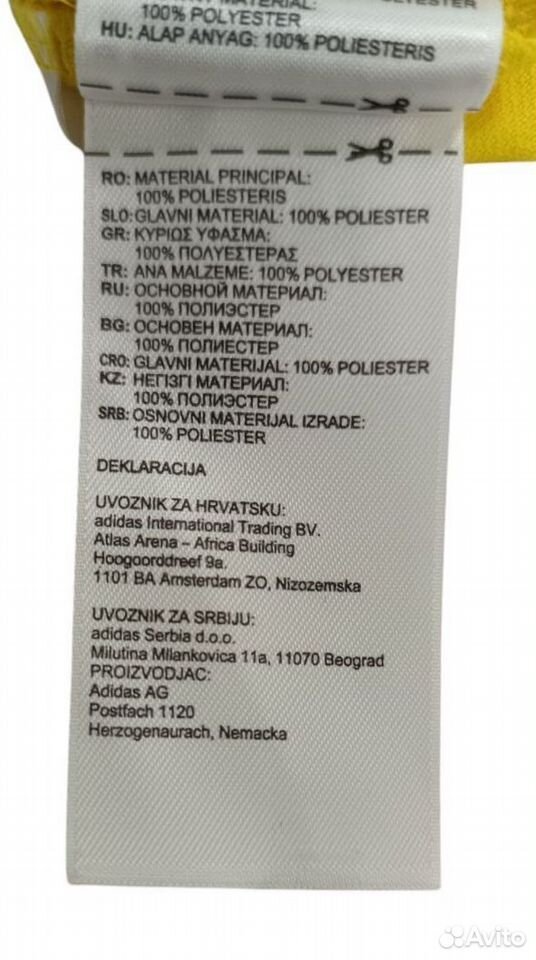 MATERIAL:
100% POLYESTER
HU: ALAP ANYAG: 100% POLIESTERIS
RO: MATERIAL PRINCIPAL:
100% POLIESTERIS
SLO: GLAVNI MATERIAL: 100% POLIESTER
GR: ΚΥΡΙΩΣ ΥΦΑΣΜΑ:
100% ΠΟΛΥΕΣΤΕΡΑΣ
TR: ANA MALZEME: 100% POLYESTER
RU: ОСНОВНОЙ МАТЕРИАЛ:
100% ПОЛИЭСТЕР
BG: ОСНОВЕН МАТЕРИАЛ:
100% ПОЛИЕСТЕР
CRO: GLAVNI MATERIJAL: 100% POLIESTER
KZ: НЕГІЗГІ МАТЕРИАЛ:
100% ПОЛИЭСТЕР
SRB: OSNOVNI MATERIJAL IZRADE:
100% POLIESTER
DEKLARACIJA
UVOZNIK ZA HRVATSKU:
adidas International Trading BV.
Atlas Arena – Africa Building
Hoogoorddreef 9a.
1101 BA Amsterdam ZO, Nizozemska
UVOZNIK ZA SRBIJU:
adidas Serbia d.o.o.
Milutina Milankovica 11a, 11070 Beograd
PROIZVODJAC:
Adidas AG
Postfach 1120
Herzogenaurach, Nemacka
Avito